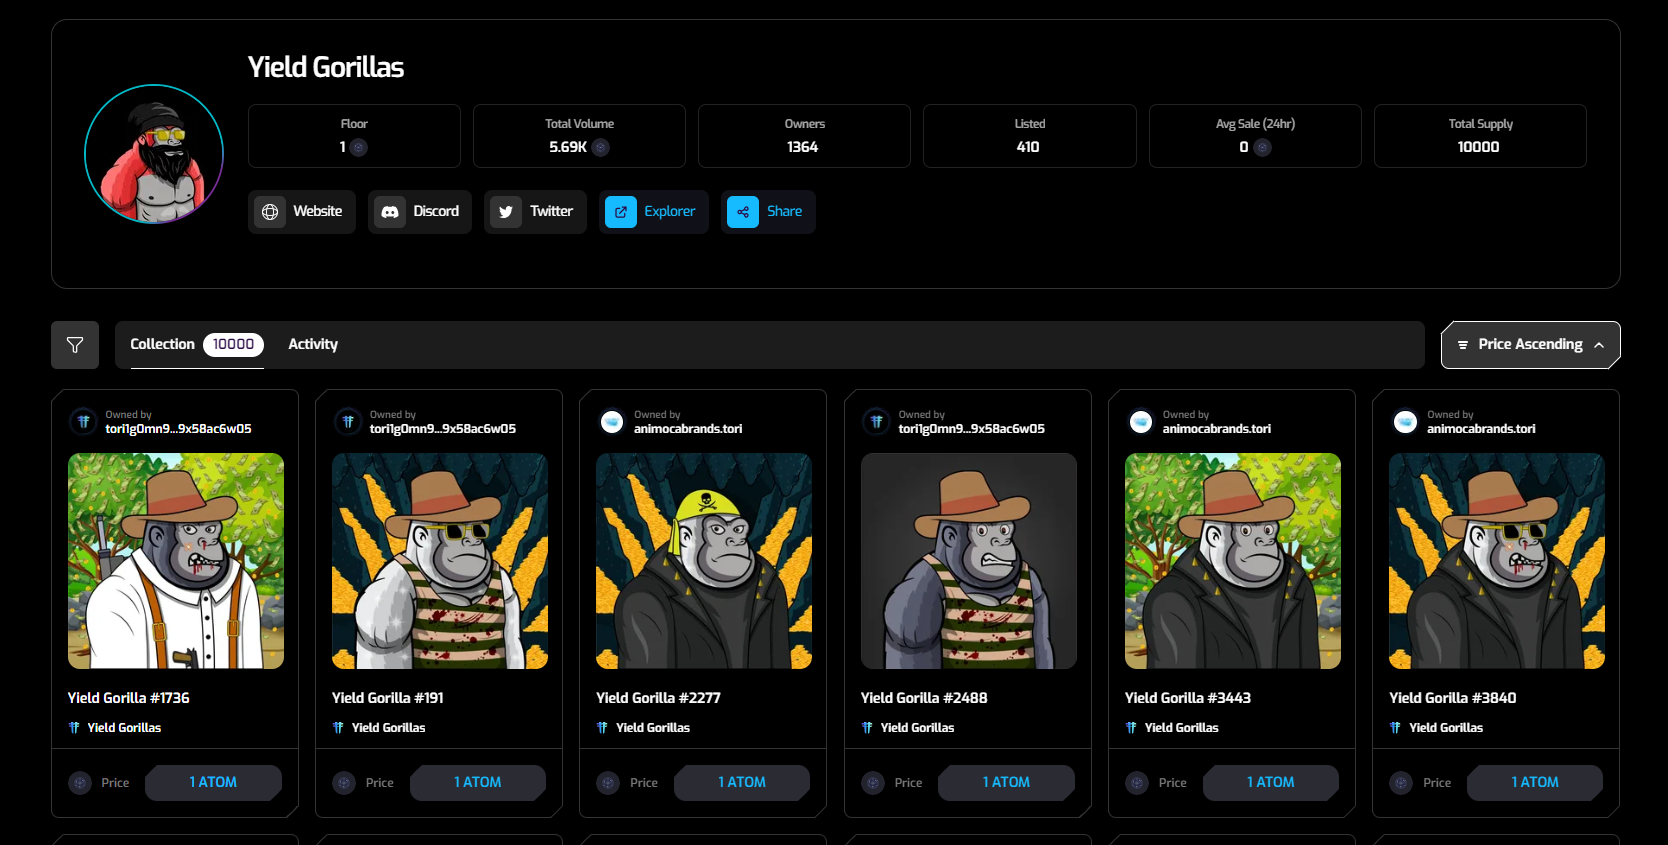 Yield Gorillas
Floor
1
Total Volume
5.69K
Owners
1364
Listed
410
Avg Sale (24hr)
0
Total Supply
10000
Website
Discord
Twitter
Explorer
Share
Collection 10000
Activity
Price Ascending
Owned by
tori1g0mn9...9x58ac6w05
Yield Gorilla #1736
Yield Gorillas
Price
1 ATOM
Owned by
tori1g0mn9...9x58ac6w05
Yield Gorilla #191
Yield Gorillas
Price
1 ATOM
Owned by
animocabrands.tori
Yield Gorilla #2277
Yield Gorillas
Price
1 ATOM
Owned by
tori1g0mn9...9x58ac6w05
Yield Gorilla #2488
Yield Gorillas
Price
1 ATOM
Owned by
animocabrands.tori
Yield Gorilla #3443
Yield Gorillas
Price
1 ATOM
Owned by
animocabrands.tori
Yield Gorilla #3840
Yield Gorillas
Price
1 ATOM